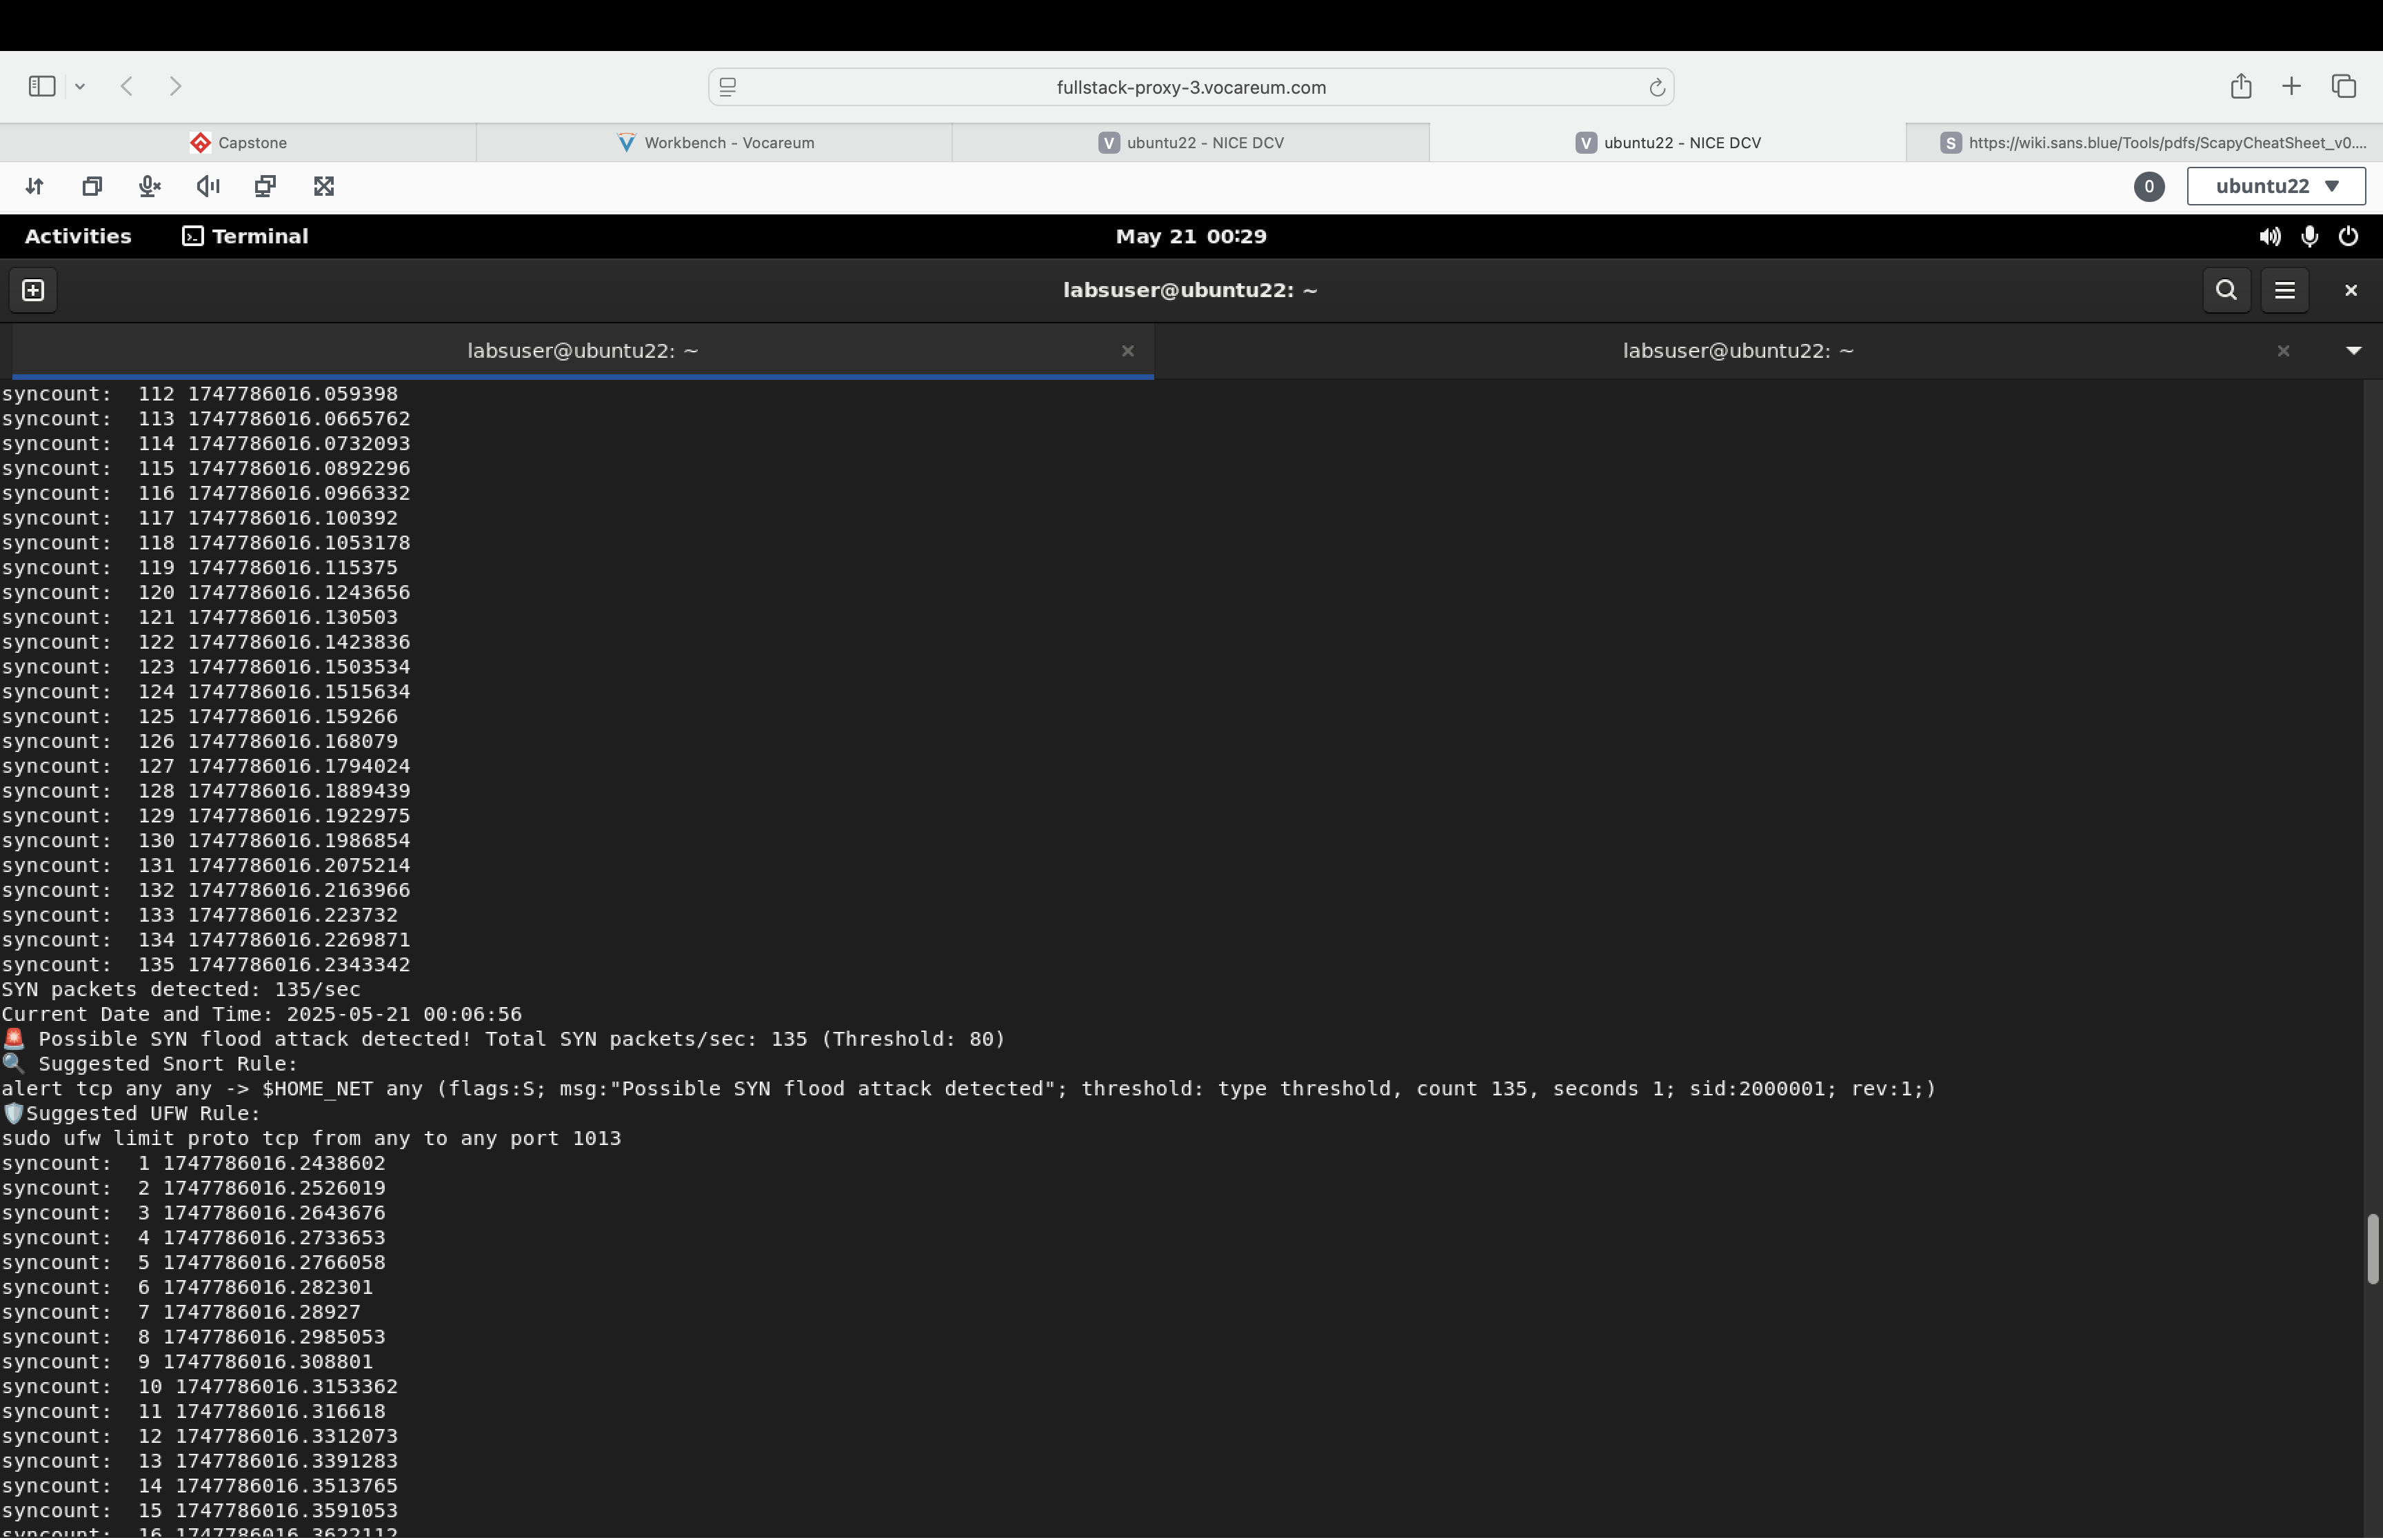 fullstack-proxy-3.vocareum.com
Capstone
Workbench - Vocareum
V ubuntu22 - NICE DCV
V ubuntu22 - NICE DCV
S https://wiki.sans.blue/Tools/pdfs/ScapyCheatSheet_v0....
0 ubuntu22
Activities Terminal May 21 00:29
labsuser@ubuntu22: ~
labsuser@ubuntu22: ~
labsuser@ubuntu22: ~
syncount:  112 1747786016.059398
syncount:  113 1747786016.0665762
syncount:  114 1747786016.0732093
syncount:  115 1747786016.0892296
syncount:  116 1747786016.0966332
syncount:  117 1747786016.100392
syncount:  118 1747786016.1053178
syncount:  119 1747786016.115375
syncount:  120 1747786016.1243656
syncount:  121 1747786016.130503
syncount:  122 1747786016.1423836
syncount:  123 1747786016.1503534
syncount:  124 1747786016.1515634
syncount:  125 1747786016.159266
syncount:  126 1747786016.168079
syncount:  127 1747786016.1794024
syncount:  128 1747786016.1889439
syncount:  129 1747786016.1922975
syncount:  130 1747786016.1986854
syncount:  131 1747786016.2075214
syncount:  132 1747786016.2163966
syncount:  133 1747786016.223732
syncount:  134 1747786016.2269871
syncount:  135 1747786016.2343342
SYN packets detected: 135/sec
Current Date and Time: 2025-05-21 00:06:56
🚨 Possible SYN flood attack detected! Total SYN packets/sec: 135 (Threshold: 80)
🔍 Suggested Snort Rule:
alert tcp any any -> $HOME_NET any (flags:S; msg:"Possible SYN flood attack detected"; threshold: type threshold, count 135, seconds 1; sid:2000001; rev:1;)
🛡️Suggested UFW Rule:
sudo ufw limit proto tcp from any to any port 1013
syncount:  1 1747786016.2438602
syncount:  2 1747786016.2526019
syncount:  3 1747786016.2643676
syncount:  4 1747786016.2733653
syncount:  5 1747786016.2766058
syncount:  6 1747786016.282301
syncount:  7 1747786016.28927
syncount:  8 1747786016.2985053
syncount:  9 1747786016.308801
syncount:  10 1747786016.3153362
syncount:  11 1747786016.316618
syncount:  12 1747786016.3312073
syncount:  13 1747786016.3391283
syncount:  14 1747786016.3513765
syncount:  15 1747786016.3591053
syncount:  16 1747786016.3622112